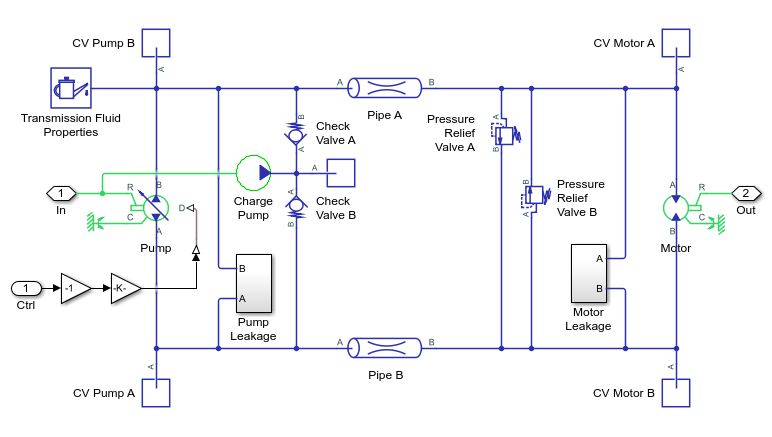 CV Pump B
CV Motor A
A
A
Transmission Fluid
Properties
A
B
Pipe A
B
Check
Valve A
A
Pressure
Relief
Valve A
A
B
A
Charge
Pump
A
Check
Valve B
B
1
In
R
B
C
A
Pump
D
B
Pressure
Relief
Valve B
A
A
R
C
B
Motor
2
Out
1
Ctrl
-1
-K-
B
A
Pump
Leakage
A
B
Motor
Leakage
A
B
Pipe B
A
CV Pump A
A
CV Motor B